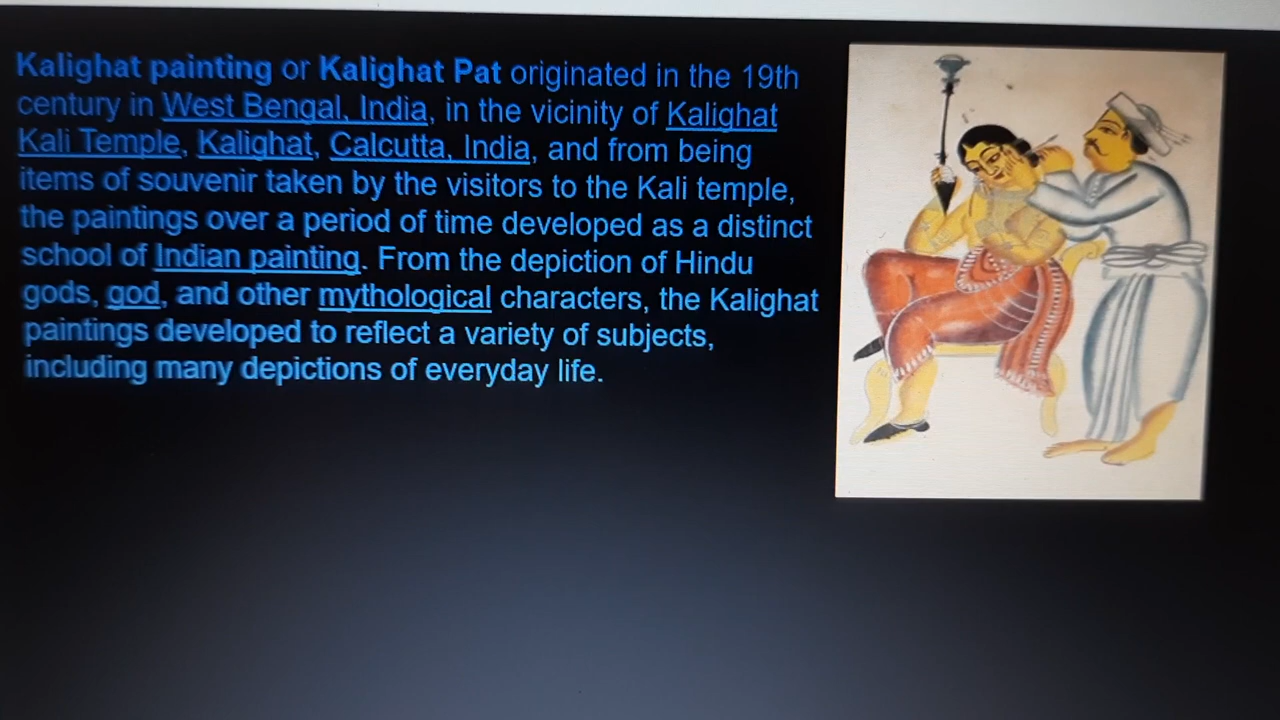 Kalighat painting or Kalighat Pat originated in the 19th
century in West Bengal, India, in the vicinity of Kalighat
Kali Temple, Kalighat, Calcutta, India, and from being
items of souvenir taken by the visitors to the Kali temple,
the paintings over a period of time developed as a distinct
school of Indian painting. From the depiction of Hindu
gods, god, and other mythological characters, the Kalighat
paintings developed to reflect a variety of subjects,
including many depictions of everyday life.